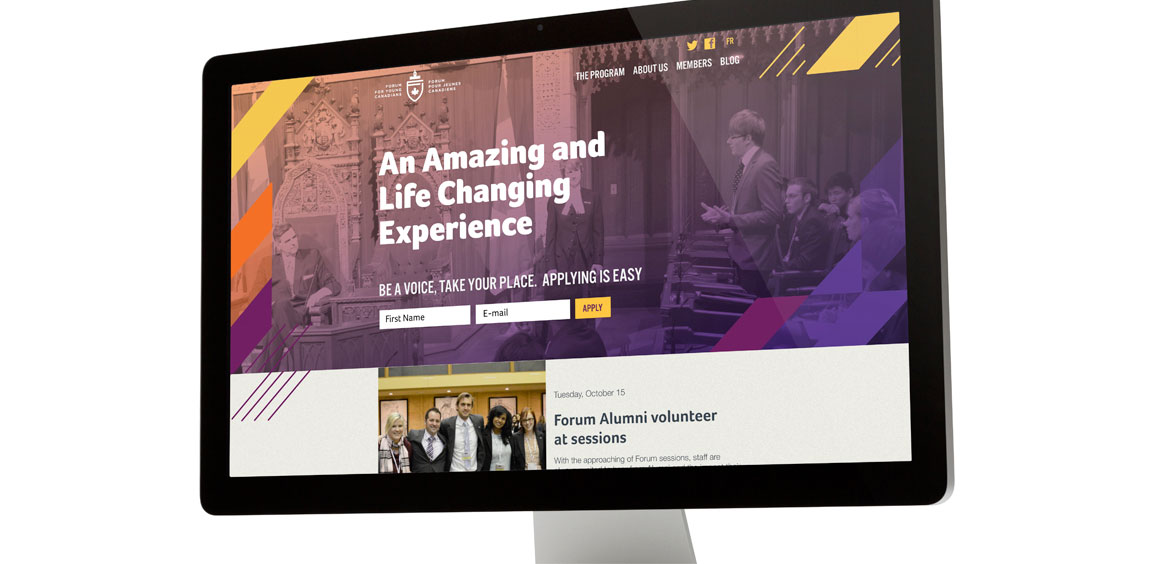 FR
THE PROGRAM ABOUT US MEMBERS BLOG
FORUM
FOR YOUNG
CANADIANS
FORUM
POUR JEUNES
CANADIENS
An Amazing and
Life Changing
Experience
BE A VOICE, TAKE YOUR PLACE. APPLYING IS EASY
First Name
E-mail
APPLY
Tuesday, October 15
Forum Alumni volunteer
at sessions
With the approaching of Forum sessions, staff are